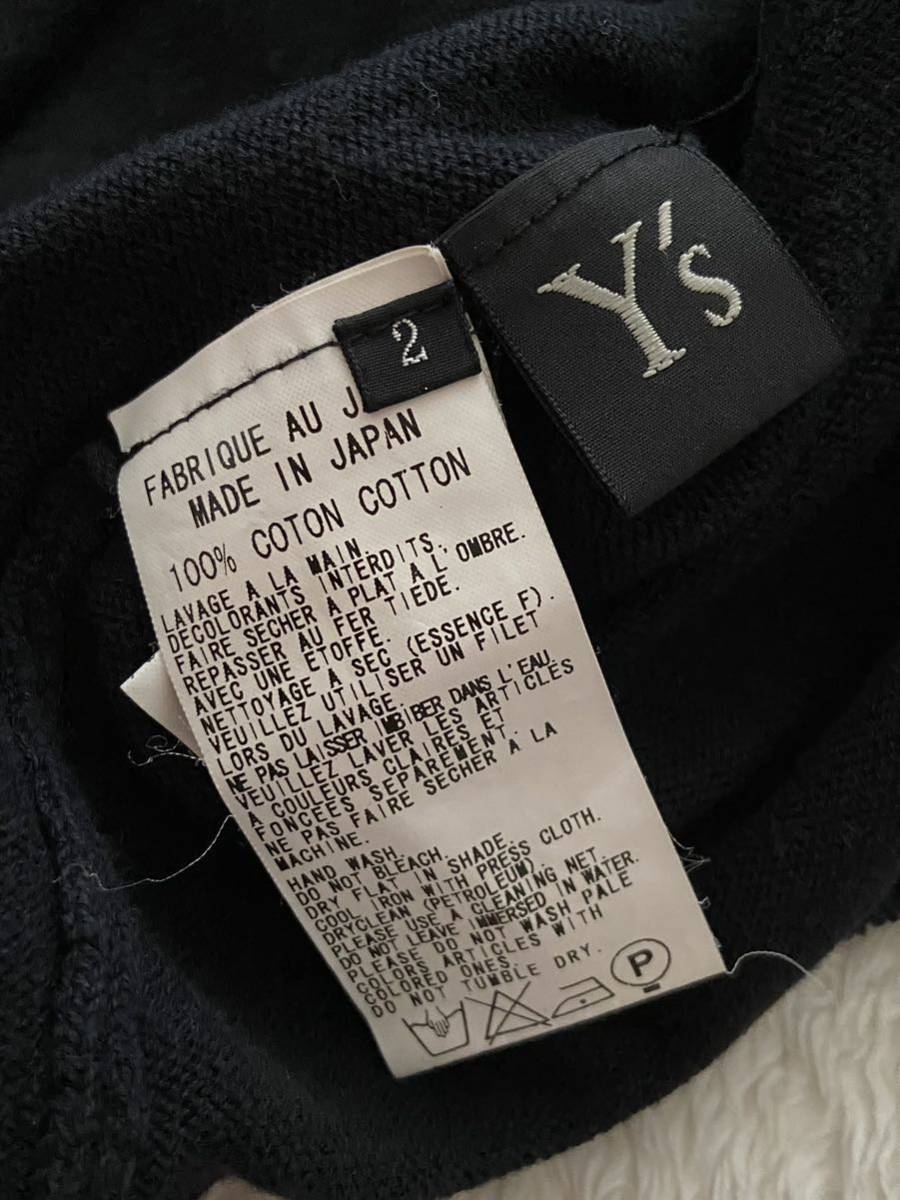 Y's
2
FABRIQUE AU
MADE IN JAPAN
100% COTON COTTON
LAVAGE A LA MAIN.
DECOLORANTS INTERDITS.
FAIRE SECHER A PLAT A L'OMBRE.
REPASSER AU FER TIEDE.
AVEC UNE ETOFFE.
NETTOYAGE A SEC (ESSENCE F).
VEUILLEZ UTILISER UN FILET
LORS DU LAVAGE.
NE PAS LAISSER IMBIBER DANS L'EAU
VEUILLEZ LAVER LES ARTICLES
A COULEURS CLAIRES ET
FONCEES SEPAREMENT.
NE PAS FAIRE SECHER A LA
MACHINE.
HAND WASH.
DO NOT BLEACH.
DRY FLAT IN SHADE.
COOL IRON WITH PRESS CLOTH.
DRYCLEAN (PETROLEUM).
PLEASE USE A CLEANING NET.
DO NOT LEAVE IMMERSED IN WATER.
PLEASE DO NOT WASH PALE
COLORS ARTICLES WITH
COLORED ONES.
DO NOT TUMBLE DRY.
P